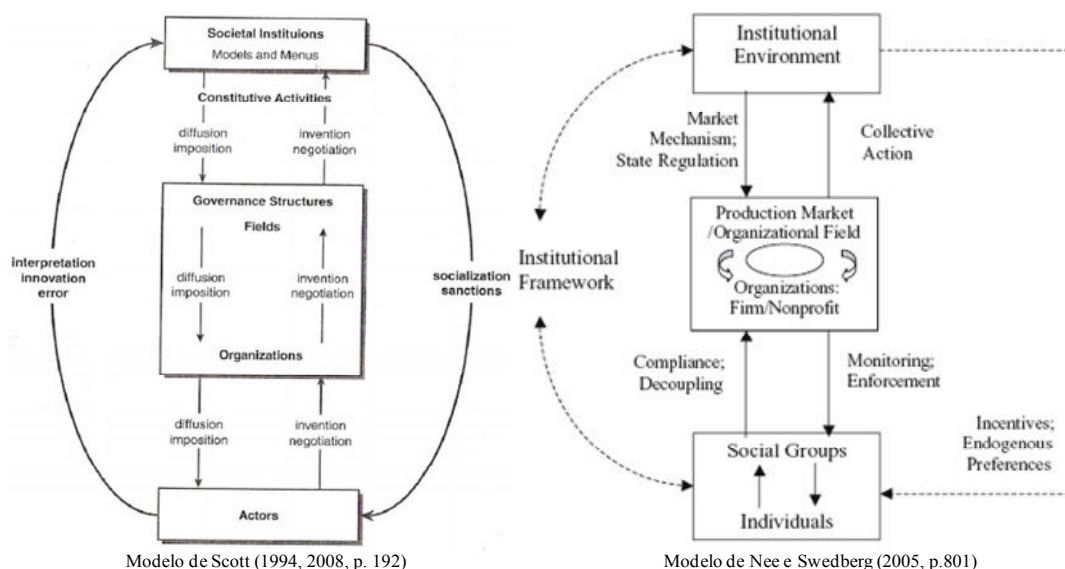 Societal Instituions
Models and Menus
Constitutive Activities
diffusion
imposition
invention
negotiation
Governance Structures
Fields
diffusion
imposition
invention
negotiation
Organizations
diffusion
imposition
invention
negotiation
Actors
interpretation
innovation
error
socialization
sanctions
Modelo de Scott (1994, 2008, p. 192)
Institutional
Environment
Market
Mechanism;
State Regulation
Collective
Action
Production Market
/Organizational Field
Organizations:
Firm/Nonprofit
Institutional
Framework
Compliance;
Decoupling
Monitoring;
Enforcement
Incentives;
Endogenous
Preferences
Social Groups
Individuals
Modelo de Nee e Swedberg (2005, p.801)